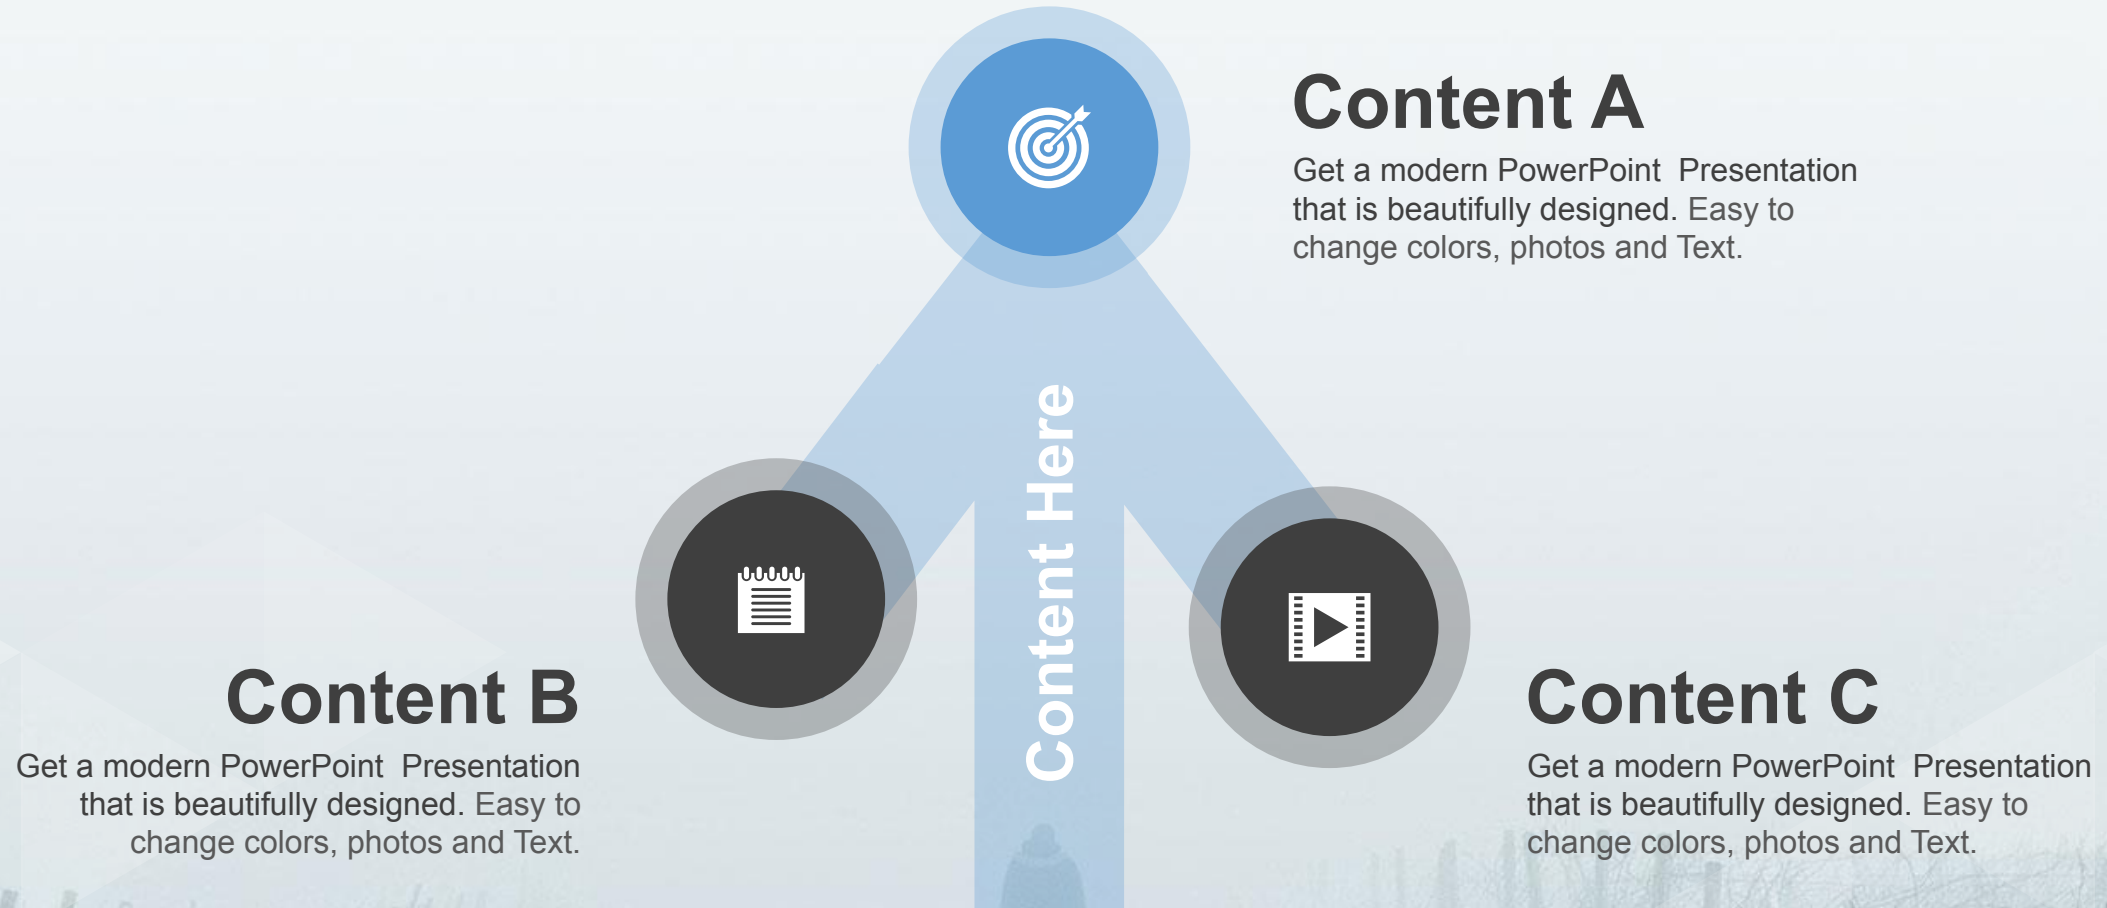 Content A
Get a modern PowerPoint  Presentation
that is beautifully designed. Easy to
change colors, photos and Text.
Content Here
Content B
Get a modern PowerPoint  Presentation
that is beautifully designed. Easy to
change colors, photos and Text.
Content C
Get a modern PowerPoint  Presentation
that is beautifully designed. Easy to
change colors, photos and Text.